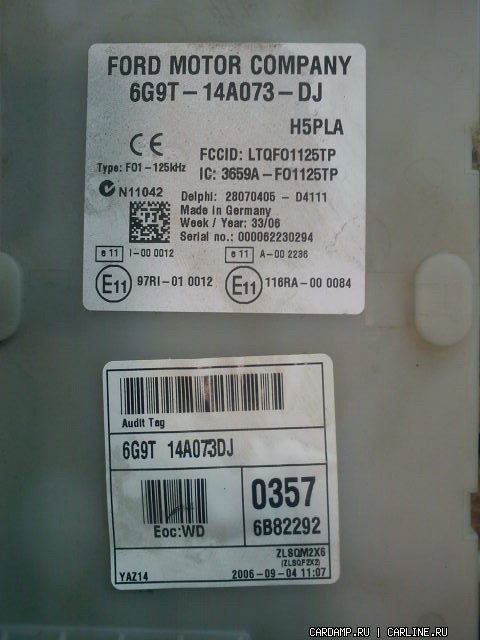 FORD MOTOR COMPANY
6G9T-14A073-DJ
H5PLA
CE
Type: F01-125kHz
FCCID: LTQFO1125TP
IC: 3659A-FO1125TP
N11042
Delphi: 28070405 - D4111
Made in Germany
Week / Year: 33/06
Serial no.: 000062230294
e 11 I-00 0012
e 11 A-00 2236
E11 97RI-01 0012
E11 116RA-00 0084
Audit Tag
6G9T 14A073DJ
Eoc:WD
0357
6B82292
ZLSQM2X6
(ZLSQF2X2)
YAZ14
2006-09-04 11:07
CARDAMP.RU | CARLINE.RU